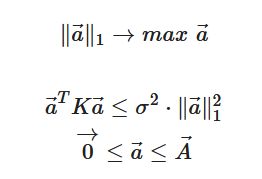 ‖a⃗‖₁ → max a⃗
a⃗ᵀKa⃗ ≤ σ² · ‖a⃗‖₁²
0⃗ ≤ a⃗ ≤ A⃗